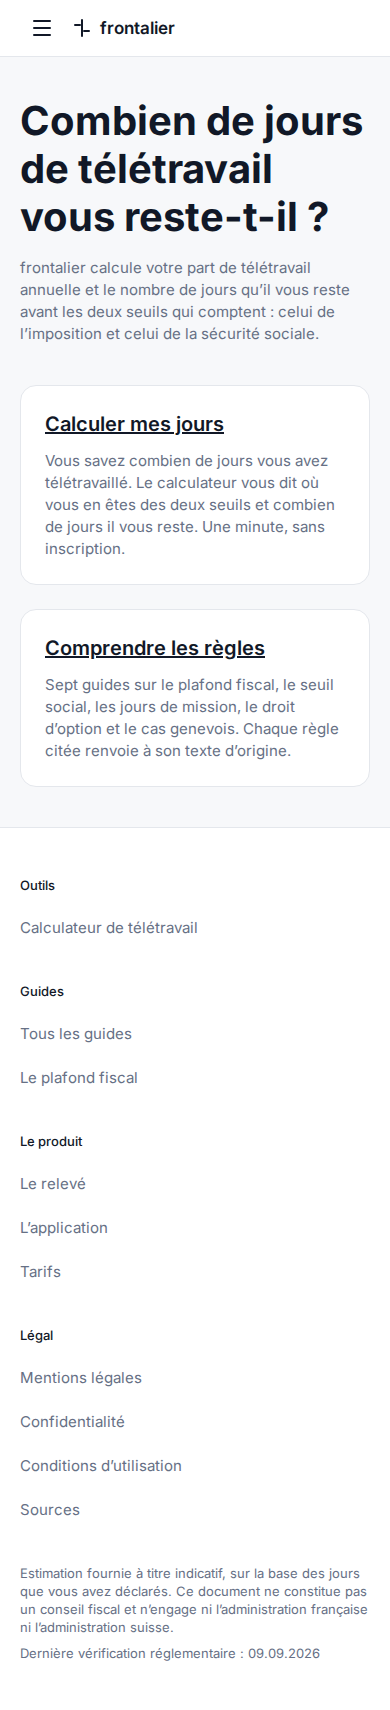 frontalier
Combien de jours
de télétravail
vous reste-t-il ?
frontalier calcule votre part de télétravail
annuelle et le nombre de jours qu’il vous reste
avant les deux seuils qui comptent : celui de
l’imposition et celui de la sécurité sociale.
Calculer mes jours
Vous savez combien de jours vous avez
télétravaillé. Le calculateur vous dit où
vous en êtes des deux seuils et combien
de jours il vous reste. Une minute, sans
inscription.
Comprendre les règles
Sept guides sur le plafond fiscal, le seuil
social, les jours de mission, le droit
d’option et le cas genevois. Chaque règle
citée renvoie à son texte d’origine.
Outils
Calculateur de télétravail
Guides
Tous les guides
Le plafond fiscal
Le produit
Le relevé
L’application
Tarifs
Légal
Mentions légales
Confidentialité
Conditions d’utilisation
Sources
Estimation fournie à titre indicatif, sur la base des jours
que vous avez déclarés. Ce document ne constitue pas
un conseil fiscal et n’engage ni l’administration française
ni l’administration suisse.
Dernière vérification réglementaire : 09.09.2026